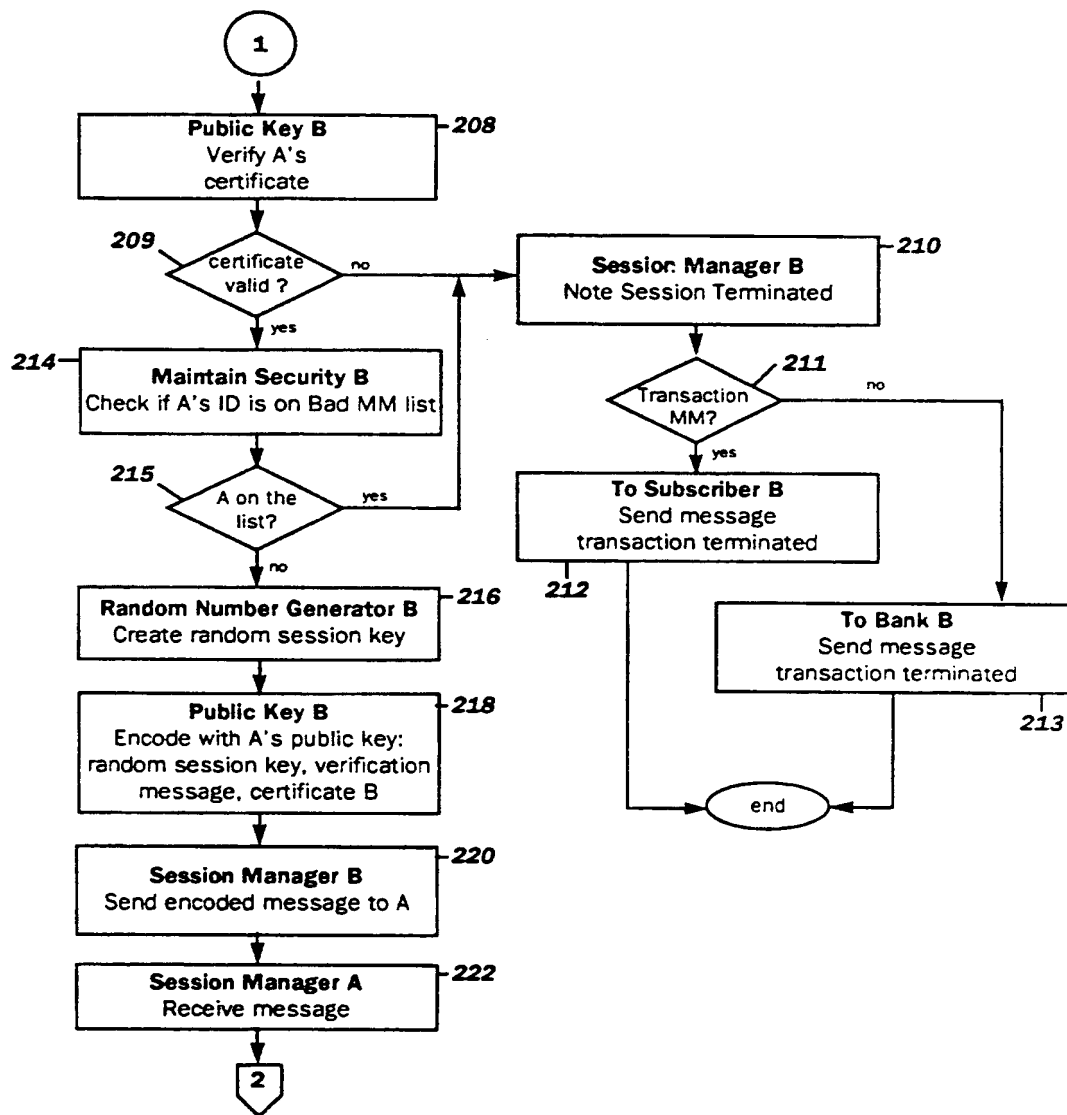 1
Public Key B
Verify A's
certificate
208
209
certificate
valid ?
no
yes
210
Session Manager B
Note Session Terminated
214
Maintain Security B
Check if A's ID is on Bad MM list
211
Transaction
MM?
no
yes
215
A on the
list?
yes
no
To Subscriber B
Send message
transaction terminated
212
Random Number Generator B
Create random session key
216
To Bank B
Send message
transaction terminated
213
Public Key B
Encode with A's public key:
random session key, verification
message, certificate B
218
end
Session Manager B
Send encoded message to A
220
Session Manager A
Receive message
222
2